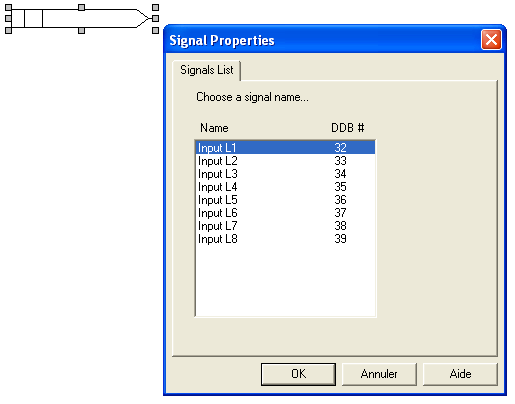 Signal Properties
Signals List
Choose a signal name...
Name DDB #
Input L1 32
Input L2 33
Input L3 34
Input L4 35
Input L5 36
Input L6 37
Input L7 38
Input L8 39
OK Annuler Aide